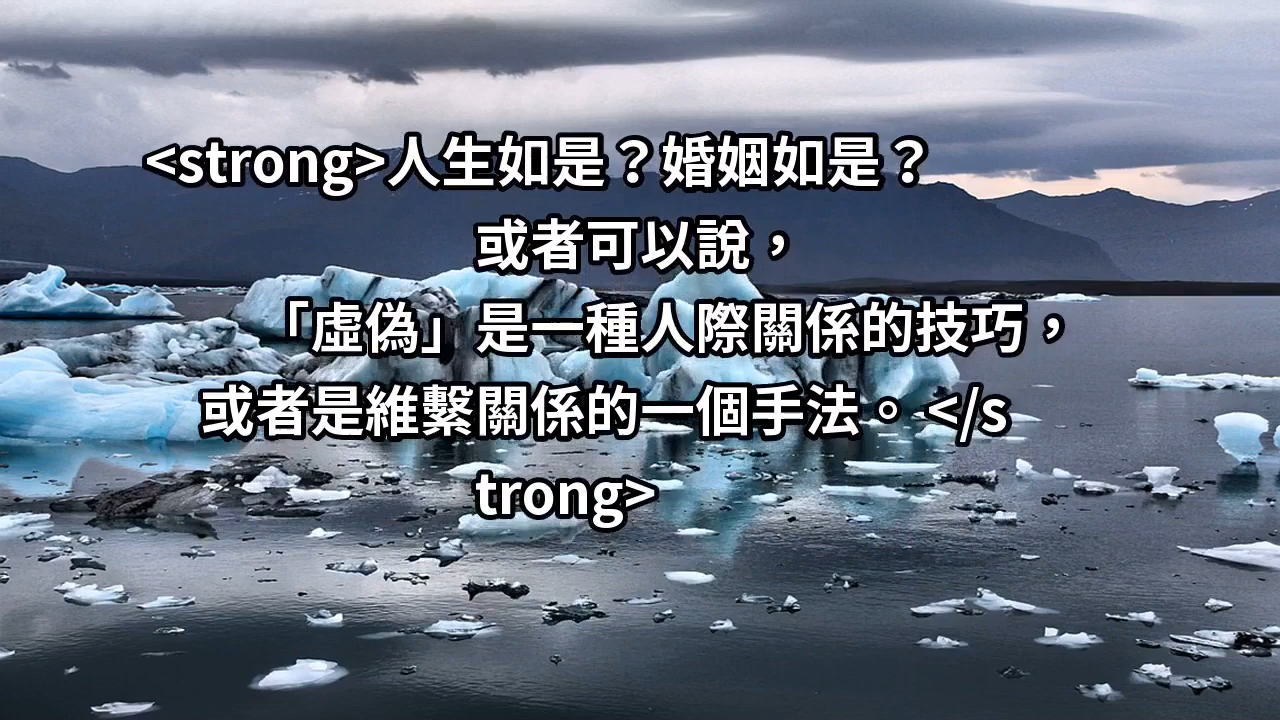 <strong>人生如是？婚姻如是？
或者可以說，
「虛偽」是一種人際關係的技巧，
或者是維繫關係的一個手法。 </s
trong>